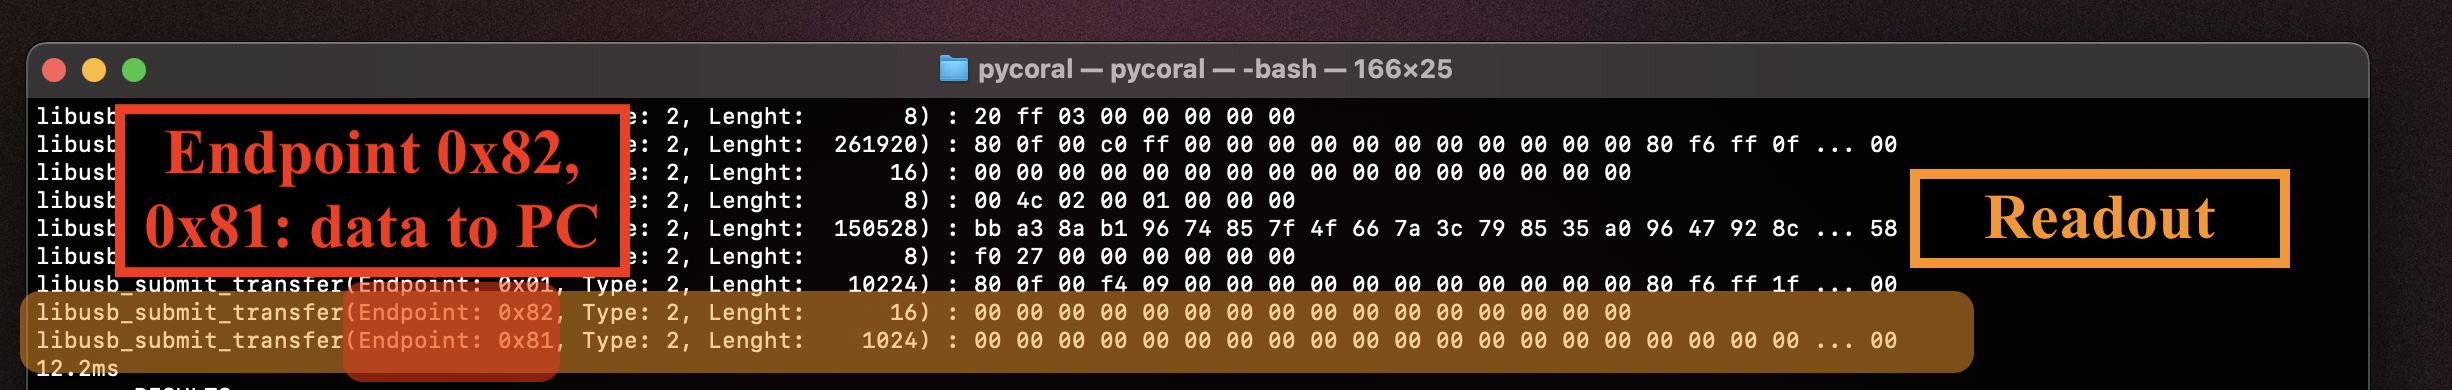 pycoral — pycoral — -bash — 166×25
libusb e: 2, Lenght: 8) : 20 ff 03 00 00 00 00 00
libusb e: 2, Lenght: 261920) : 80 0f 00 c0 ff 00 00 00 00 00 00 00 00 00 00 00 00 80 f6 ff 0f ... 00
libusb e: 2, Lenght: 16) : 00 00 00 00 00 00 00 00 00 00 00 00 00 00 00 00
libusb e: 2, Lenght: 8) : 00 4c 02 00 01 00 00 00
libusb e: 2, Lenght: 150528) : bb a3 8a b1 96 74 85 7f 4f 66 7a 3c 79 85 35 a0 96 47 92 8c ... 58
libusb e: 2, Lenght: 8) : f0 27 00 00 00 00 00 00
libusb_submit_transfer(Endpoint: 0x01, Type: 2, Lenght: 10224) : 80 0f 00 f4 09 00 00 00 00 00 00 00 00 00 00 00 00 80 f6 ff 1f ... 00
libusb_submit_transfer(Endpoint: 0x82, Type: 2, Lenght: 16) : 00 00 00 00 00 00 00 00 00 00 00 00 00 00 00 00
libusb_submit_transfer(Endpoint: 0x81, Type: 2, Lenght: 1024) : 00 00 00 00 00 00 00 00 00 00 00 00 00 00 00 00 00 00 00 00 ... 00
12.2ms
Endpoint 0x82,
0x81: data to PC
Readout